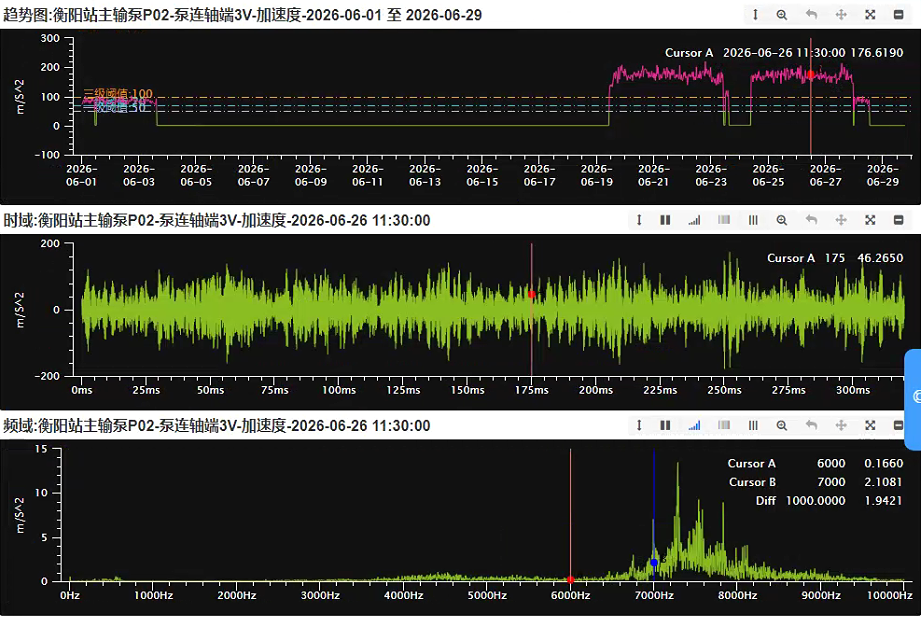 趋势图:衡阳站主输泵P02-泵连轴端3V-加速度-2026-06-01 至 2026-06-29
Cursor A 2026-06-26 11:30:00 176.6190
300
200
100
0
-100
m/S^2
三级阈值:100
一级阈值:50
2026-06-01 2026-06-03 2026-06-05 2026-06-07 2026-06-09 2026-06-11 2026-06-13 2026-06-15 2026-06-17 2026-06-19 2026-06-21 2026-06-23 2026-06-25 2026-06-27 2026-06-29
时域:衡阳站主输泵P02-泵连轴端3V-加速度-2026-06-26 11:30:00
Cursor A 175 46.2650
200
0
-200
m/S^2
0ms 25ms 50ms 75ms 100ms 125ms 150ms 175ms 200ms 225ms 250ms 275ms 300ms
频域:衡阳站主输泵P02-泵连轴端3V-加速度-2026-06-26 11:30:00
Cursor A 6000 0.1660
Cursor B 7000 2.1081
Diff 1000.0000 1.9421
15
10
5
0
m/S^2
0Hz 1000Hz 2000Hz 3000Hz 4000Hz 5000Hz 6000Hz 7000Hz 8000Hz 9000Hz 10000Hz